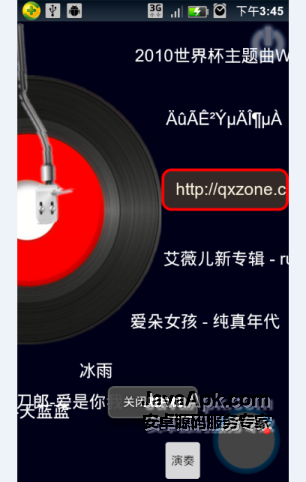 3G 下午3:45
2010世界杯主题曲W
ÄûÃÊ²ÝµÄÎ¶µÀ
http://qxzone.c
艾薇儿新专辑 - ru
爱朵女孩 - 纯真年代
冰雨
刀郎-爱是你
天蓝蓝
关闭
JavaApk.com
安卓源码服务专家
演奏